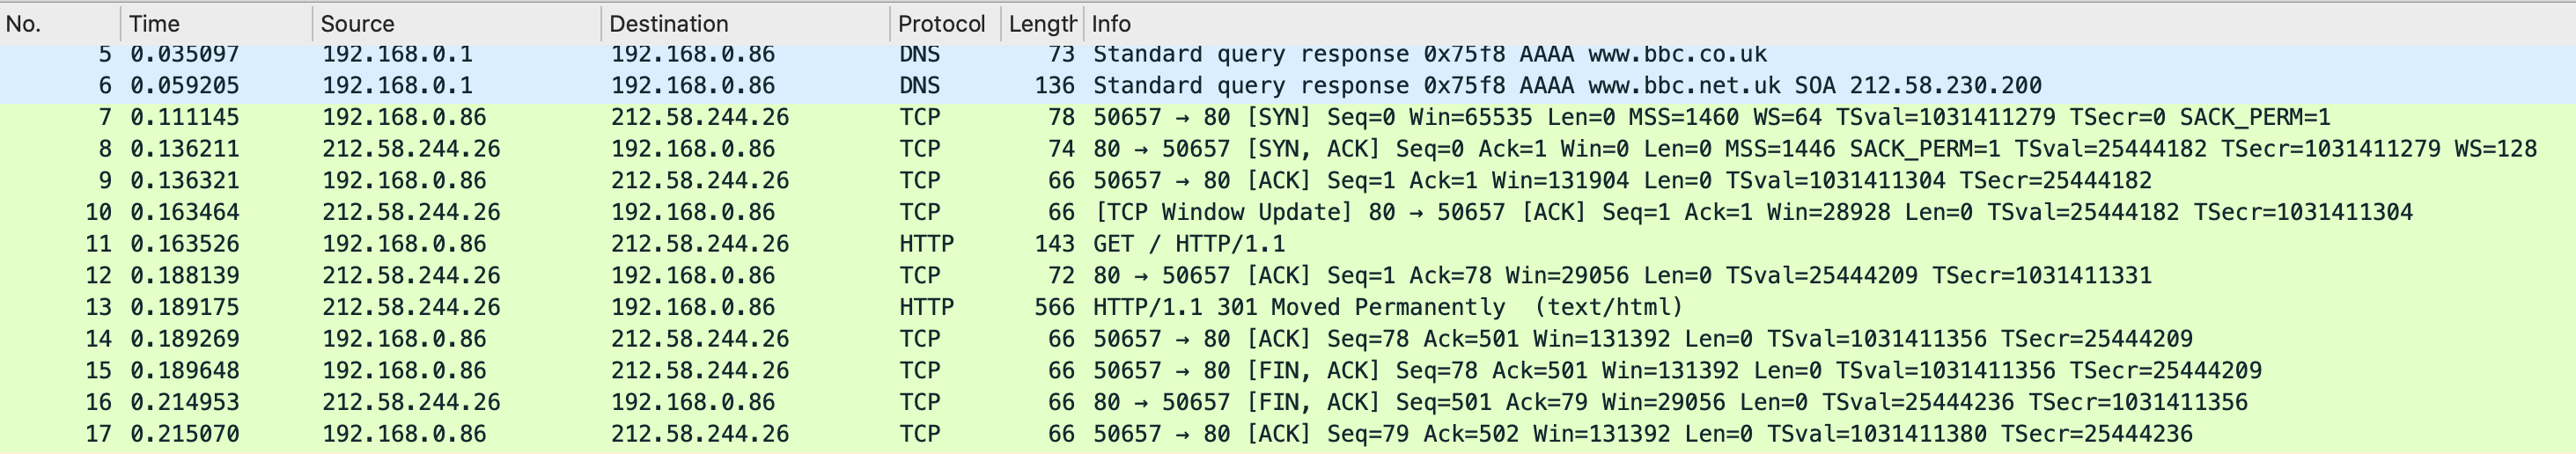 No. Time Source Destination Protocol Length Info
5 0.035097 192.168.0.1 192.168.0.86 DNS 73 Standard query response 0x75f8 AAAA www.bbc.co.uk
6 0.059205 192.168.0.1 192.168.0.86 DNS 136 Standard query response 0x75f8 AAAA www.bbc.net.uk SOA 212.58.230.200
7 0.111145 192.168.0.86 212.58.244.26 TCP 78 50657 → 80 [SYN] Seq=0 Win=65535 Len=0 MSS=1460 WS=64 TSval=1031411279 TSecr=0 SACK_PERM=1
8 0.136211 212.58.244.26 192.168.0.86 TCP 74 80 → 50657 [SYN, ACK] Seq=0 Ack=1 Win=0 Len=0 MSS=1446 SACK_PERM=1 TSval=25444182 TSecr=1031411279 WS=128
9 0.136321 192.168.0.86 212.58.244.26 TCP 66 50657 → 80 [ACK] Seq=1 Ack=1 Win=131904 Len=0 TSval=1031411304 TSecr=25444182
10 0.163464 212.58.244.26 192.168.0.86 TCP 66 [TCP Window Update] 80 → 50657 [ACK] Seq=1 Ack=1 Win=28928 Len=0 TSval=25444182 TSecr=1031411304
11 0.163526 192.168.0.86 212.58.244.26 HTTP 143 GET / HTTP/1.1
12 0.188139 212.58.244.26 192.168.0.86 TCP 72 80 → 50657 [ACK] Seq=1 Ack=78 Win=29056 Len=0 TSval=25444209 TSecr=1031411331
13 0.189175 212.58.244.26 192.168.0.86 HTTP 566 HTTP/1.1 301 Moved Permanently (text/html)
14 0.189269 192.168.0.86 212.58.244.26 TCP 66 50657 → 80 [ACK] Seq=78 Ack=501 Win=131392 Len=0 TSval=1031411356 TSecr=25444209
15 0.189648 192.168.0.86 212.58.244.26 TCP 66 50657 → 80 [FIN, ACK] Seq=78 Ack=501 Win=131392 Len=0 TSval=1031411356 TSecr=25444209
16 0.214953 212.58.244.26 192.168.0.86 TCP 66 80 → 50657 [FIN, ACK] Seq=501 Ack=79 Win=29056 Len=0 TSval=25444236 TSecr=1031411356
17 0.215070 192.168.0.86 212.58.244.26 TCP 66 50657 → 80 [ACK] Seq=79 Ack=502 Win=131392 Len=0 TSval=1031411380 TSecr=25444236